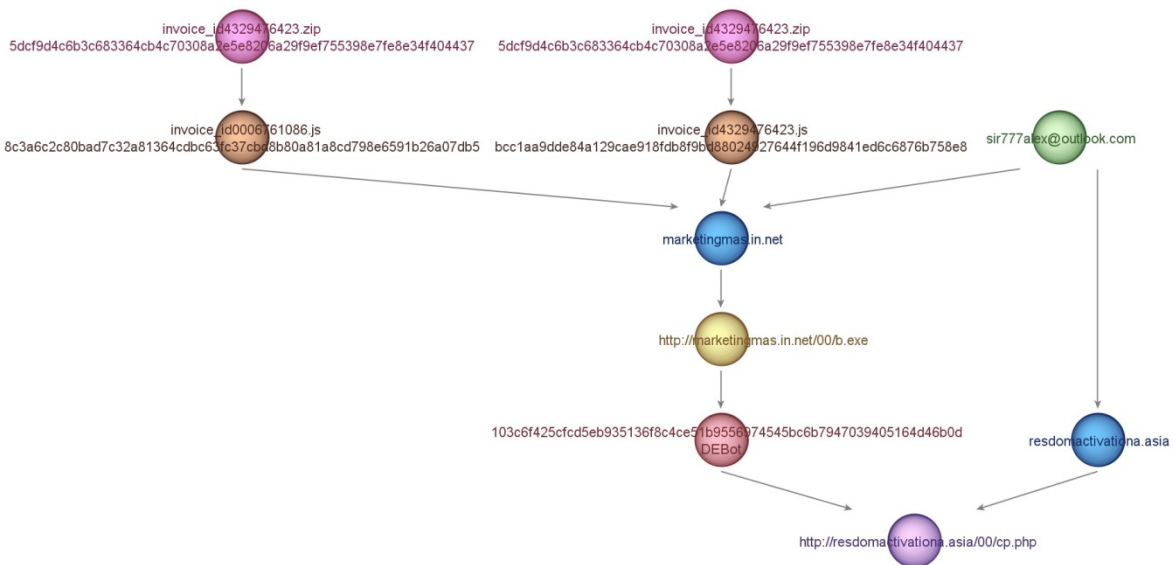 invoice_id4329476423.zip
5dcf9d4c6b3c683364cb4c70308a2e5e8206a29f9ef755398e7fe8e34f404437
invoice_id4329476423.zip
5dcf9d4c6b3c683364cb4c70308a2e5e8206a29f9ef755398e7fe8e34f404437
invoice_id0006761086.js
8c3a6c2c80bad7c32a81364cdbc63fc37cbd8b80a81a8cd798e6591b26a07db5
invoice_id4329476423.js
bcc1aa9dde84a129cae918fdb8f9bd88024927644f196d9841ed6c6876b758e8
sir777alex@outlook.com
marketingmas.in.net
http://marketingmas.in.net/00/b.exe
103c6f425cfcd5eb935136f8c4ce51b9556974545bc6b7947039405164d46b0d
DEBot
resdomactivationa.asia
http://resdomactivationa.asia/00/cp.php